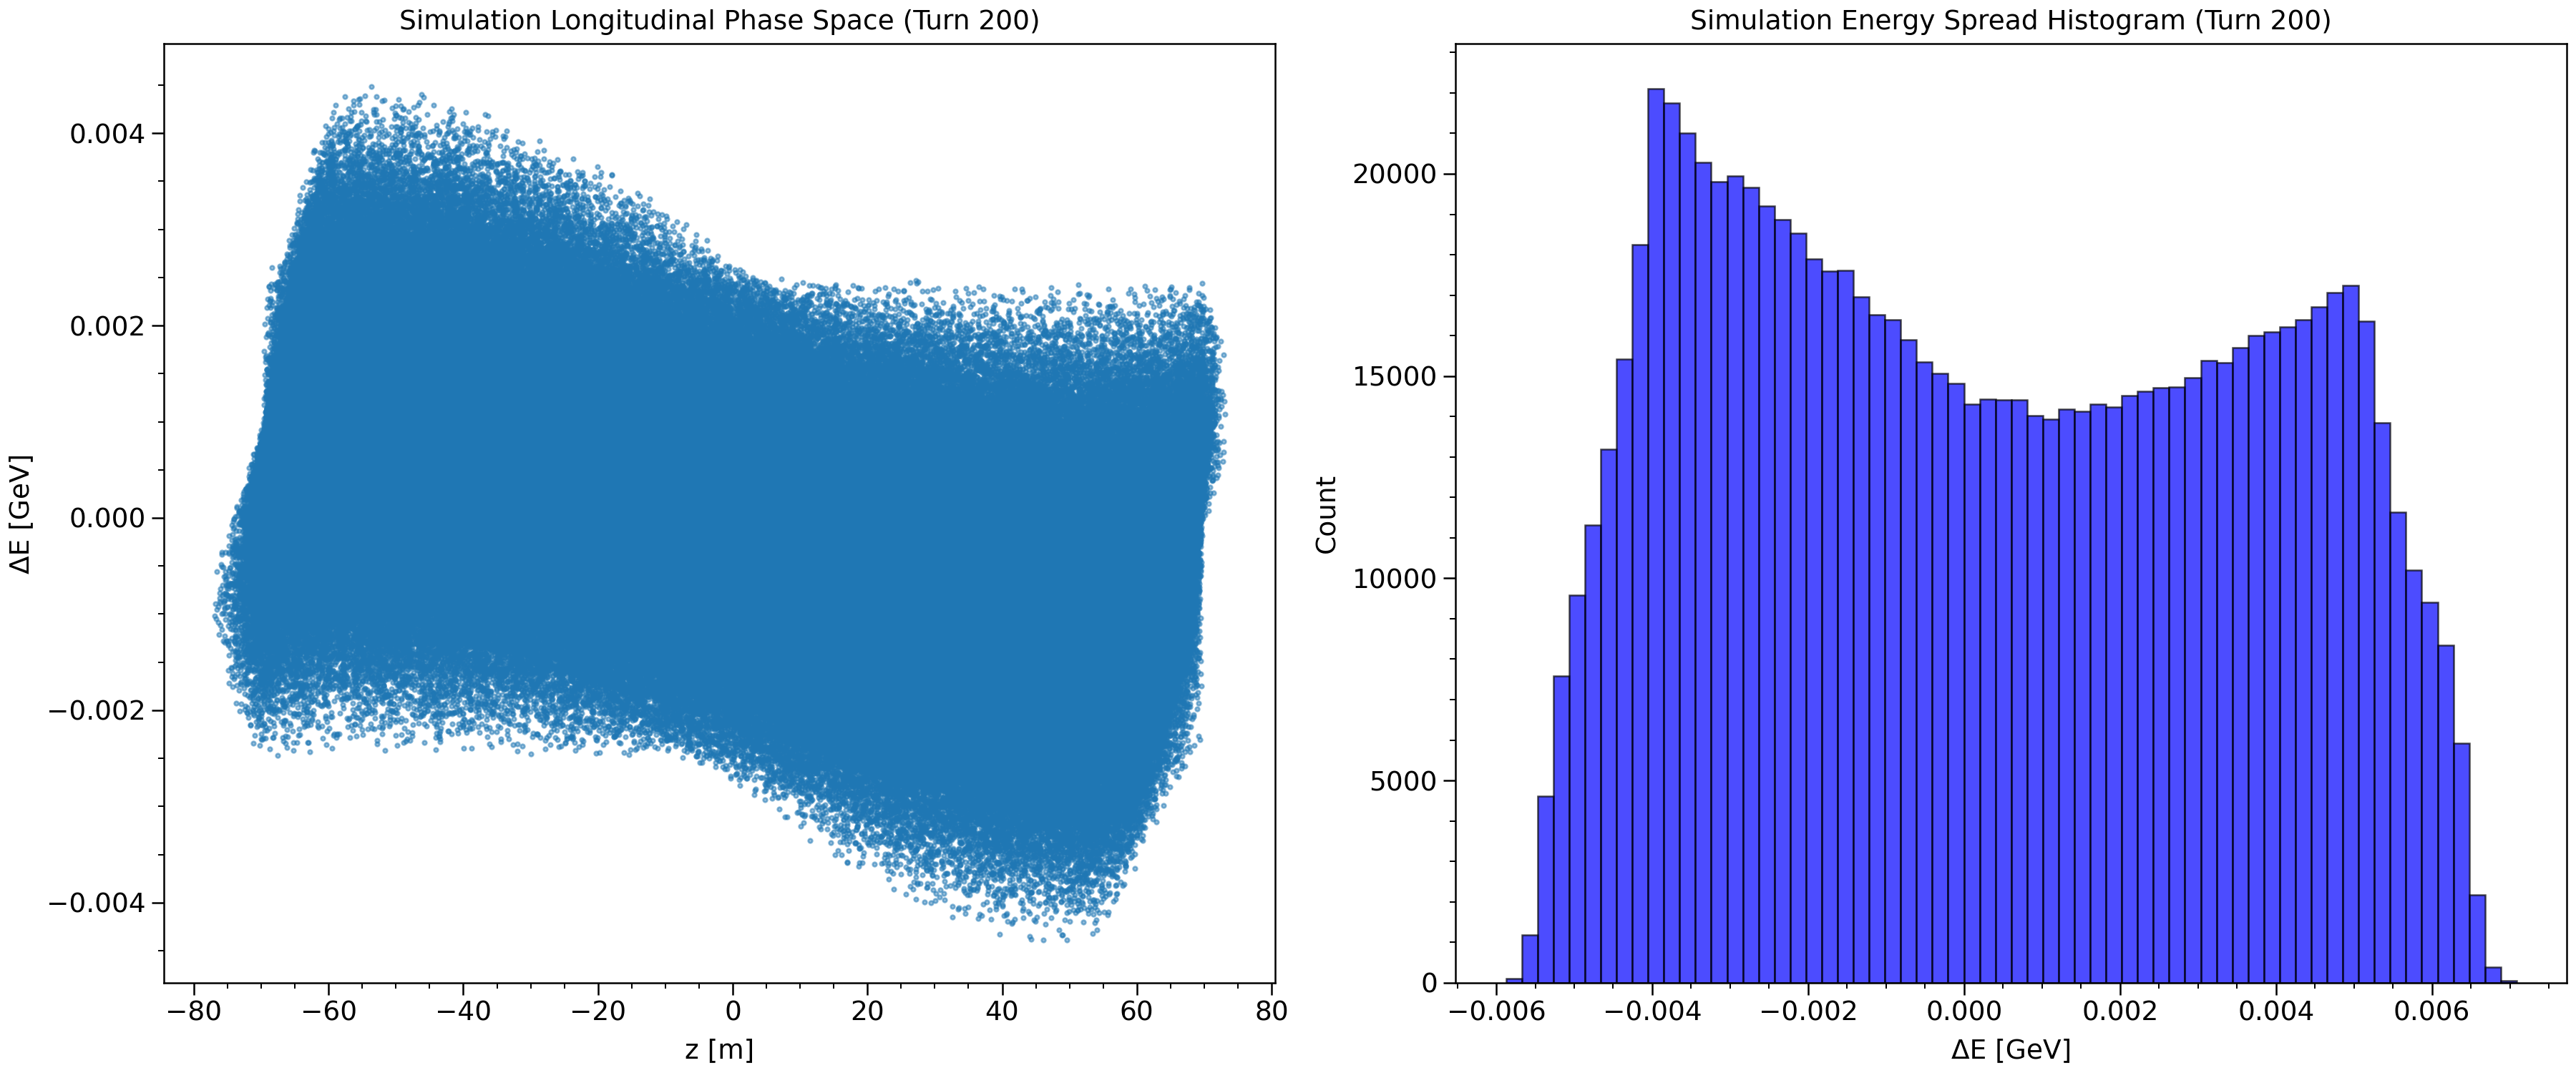 Simulation Longitudinal Phase Space (Turn 200)
ΔE [GeV]
0.004
0.002
0.000
−0.002
−0.004
−80 −60 −40 −20 0 20 40 60 80
z [m]
Simulation Energy Spread Histogram (Turn 200)
Count
20000
15000
10000
5000
0
−0.006 −0.004 −0.002 0.000 0.002 0.004 0.006
ΔE [GeV]